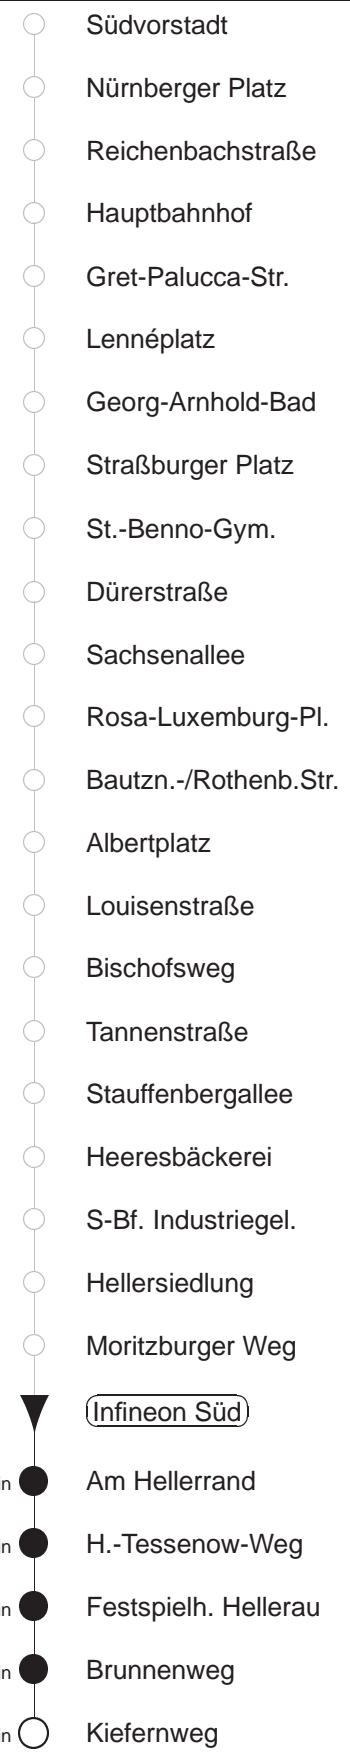 Südvorstadt
Nürnberger Platz
Reichenbachstraße
Hauptbahnhof
Gret-Palucca-Str.
Lennéplatz
Georg-Arnhold-Bad
Straßburger Platz
St.-Benno-Gym.
Dürerstraße
Sachsenallee
Rosa-Luxemburg-Pl.
Bautzn.-/Rothenb.Str.
Albertplatz
Louisenstraße
Bischofsweg
Tannenstraße
Stauffenbergallee
Heeresbäckerei
S-Bf. Industriegel.
Hellersiedlung
Moritzburger Weg
Infineon Süd
Am Hellerrand
H.-Tessenow-Weg
Festspielh. Hellerau
Brunnenweg
Kiefernweg